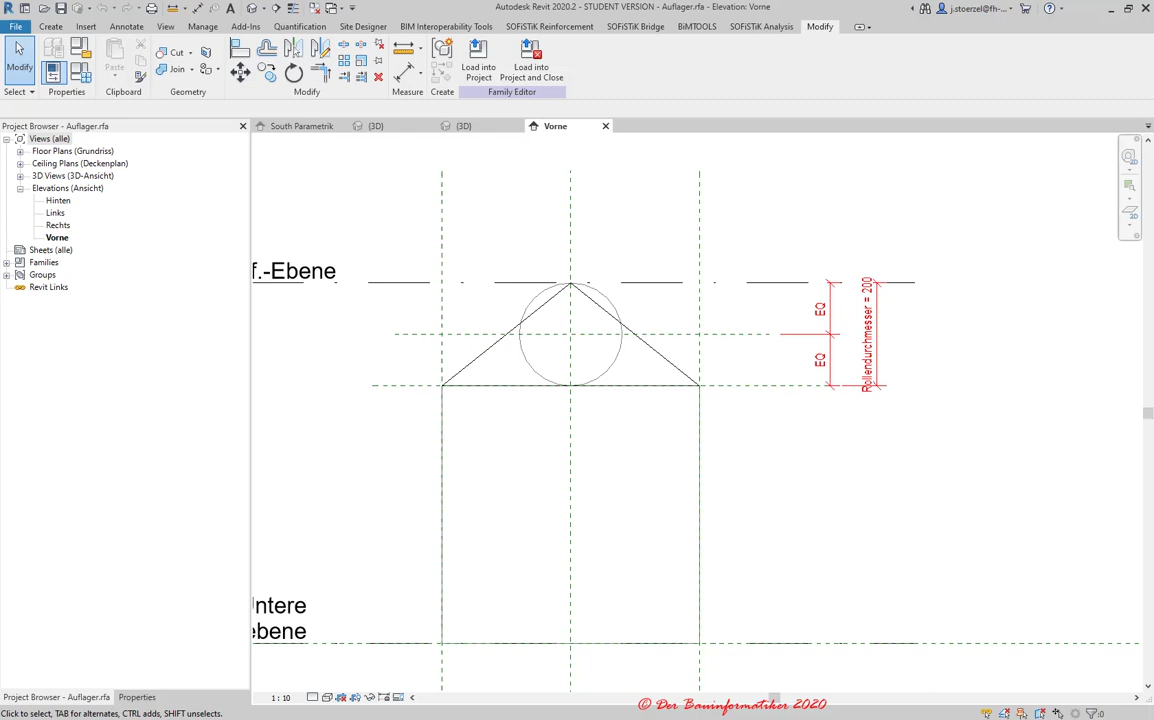 Autodesk Revit 2020.2 - STUDENT VERSION - Auflager.rfa - Elevation: Vorne
j.stoerzel@fh-...
File Create Insert Annotate View Manage Add-Ins Quantification Site Designer BIM Interoperability Tools SOFiSTiK Reinforcement BiMTOOLS SOFiSTiK Bridge SOFiSTiK Analysis Modify
Modify Paste Cut Join Load into Project Load into Project and Close
Select Properties Clipboard Geometry Modify Measure Create Family Editor
Project Browser - Auflager.rfa
South Parametrik {3D} {3D} Vorne
Views (alle)
Floor Plans (Grundriss)
Ceiling Plans (Deckenplan)
3D Views (3D-Ansicht)
Elevations (Ansicht)
Hinten
Links
Rechts
Vorne
Sheets (alle)
Families
Groups
Revit Links
f.-Ebene
EQ
EQ
Rollendurchmesser = 200
Untere
ebene
Project Browser - Auflager.rfa Properties
1 : 10
Click to select, TAB for alternates, CTRL adds, SHIFT unselects.
:0
© Der Bauinformatiker 2020